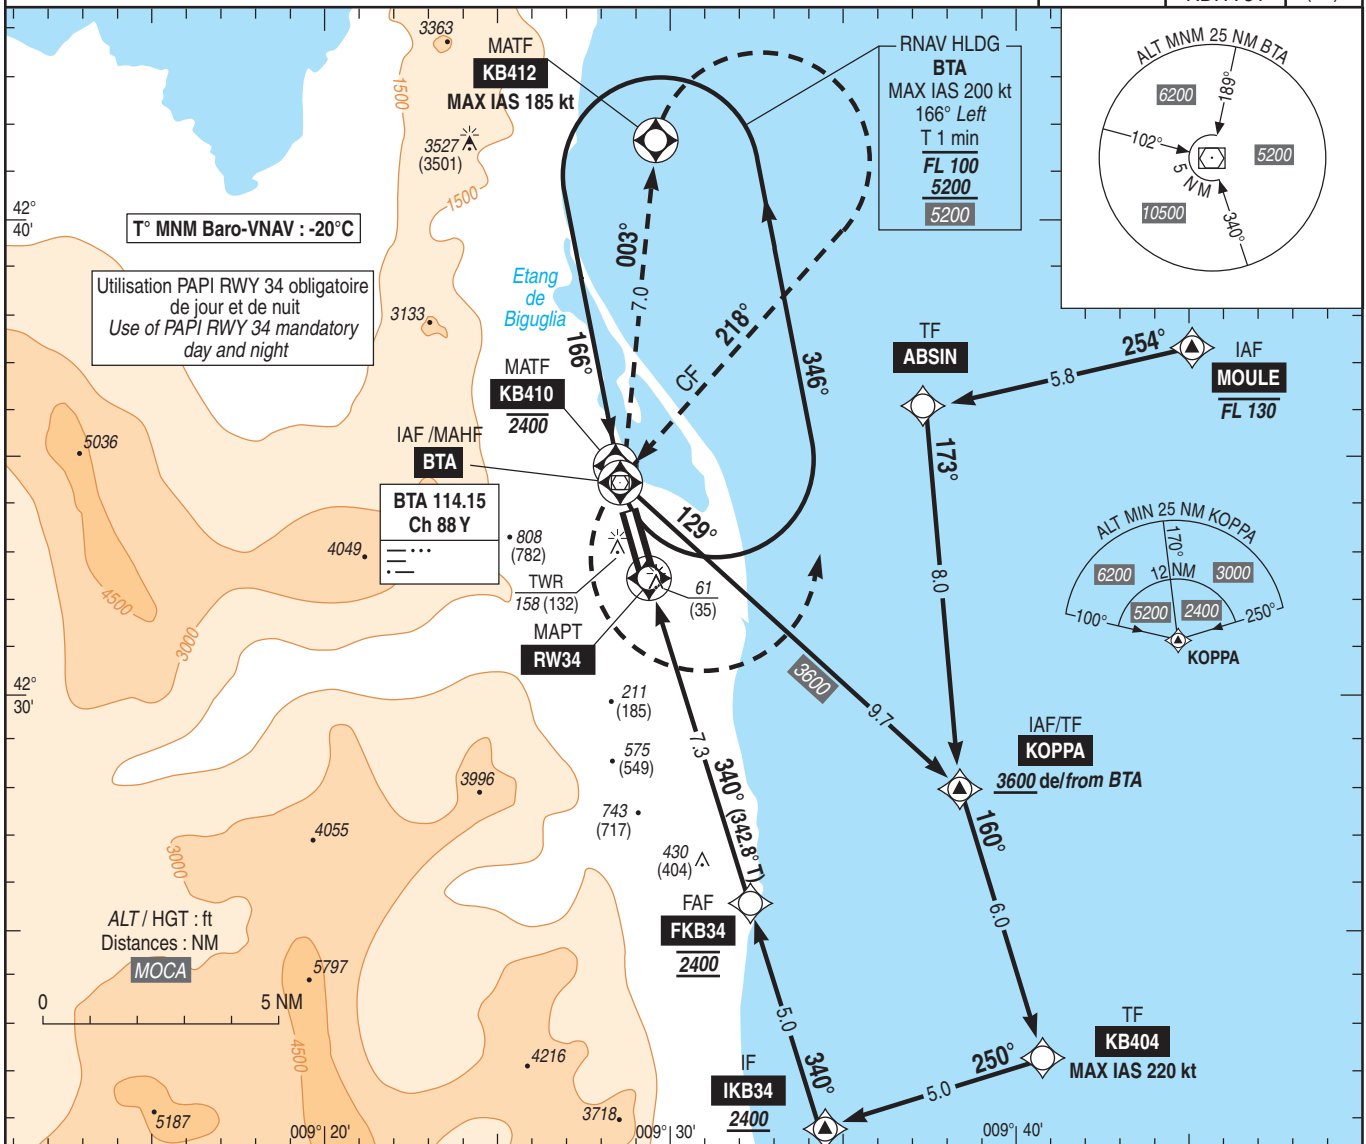 3363
MATF
KB412
MAX IAS 185 kt
RNAV HLDG
BTA
MAX IAS 200 kt
166° Left
T 1 min
FL 100
5200
5200
ALT MNM 25 NM BTA
6200
189°
102°
5200
5 NM
10500
340°
1500
3527
(3501)
1500
42°
40'
T° MNM Baro-VNAV : -20°C
Utilisation PAPI RWY 34 obligatoire
de jour et de nuit
Use of PAPI RWY 34 mandatory
day and night
3133
Etang
de
Biguglia
003°
7.0
218°
CF
166°
346°
TF
ABSIN
254°
5.8
IAF
MOULE
FL 130
MATF
KB410
2400
IAF /MAHF
BTA
BTA 114.15
Ch 88 Y
5036
4049
4500
3000
808
(782)
TWR
158 (132)
129°
61
(35)
MAPT
RW34
173°
8.0
ALT MIN 25 NM KOPPA
170°
6200
12 NM
3000
5200
2400
100°
250°
KOPPA
42°
30'
211
(185)
575
(549)
743
(717)
430
(404)
3600
9.7
7.3
340° (342.8° T)
IAF/TF
KOPPA
3600 de/from BTA
160°
6.0
3996
4055
3000
FAF
FKB34
2400
ALT / HGT : ft
Distances : NM
MOCA
0
5 NM
5797
4500
4216
5187
3718
5.0
340°
IF
IKB34
2400
250°
5.0
TF
KB404
MAX IAS 220 kt
009° 20'
009° 30'
009° 40'